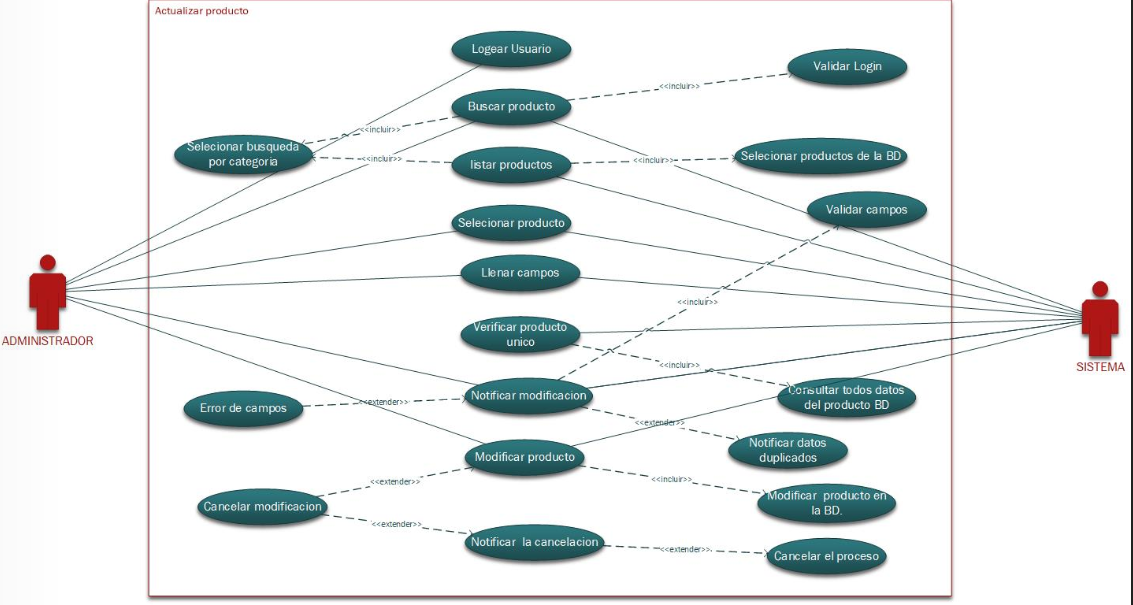 Actualizar producto
Logear Usuario
Validar Login
<<incluir>>
Buscar producto
<<incluir>>
Selecionar busqueda
por categoria
<<incluir>>
listar productos
<<incluir>>
Selecionar productos de la BD
Validar campos
Selecionar producto
Llenar campos
<<incluir>>
Verificar producto
unico
<<incluir>>
ADMINISTRADOR
SISTEMA
Error de campos
<<extender>>
Notificar modificacion
Consultar todos datos
del producto BD
<<extender>>
Notificar datos
duplicados
Modificar producto
<<extender>>
<<incluir>>
Cancelar modificacion
Modificar producto en
la BD.
<<extender>>
Notificar la cancelacion
<<extender>>
Cancelar el proceso